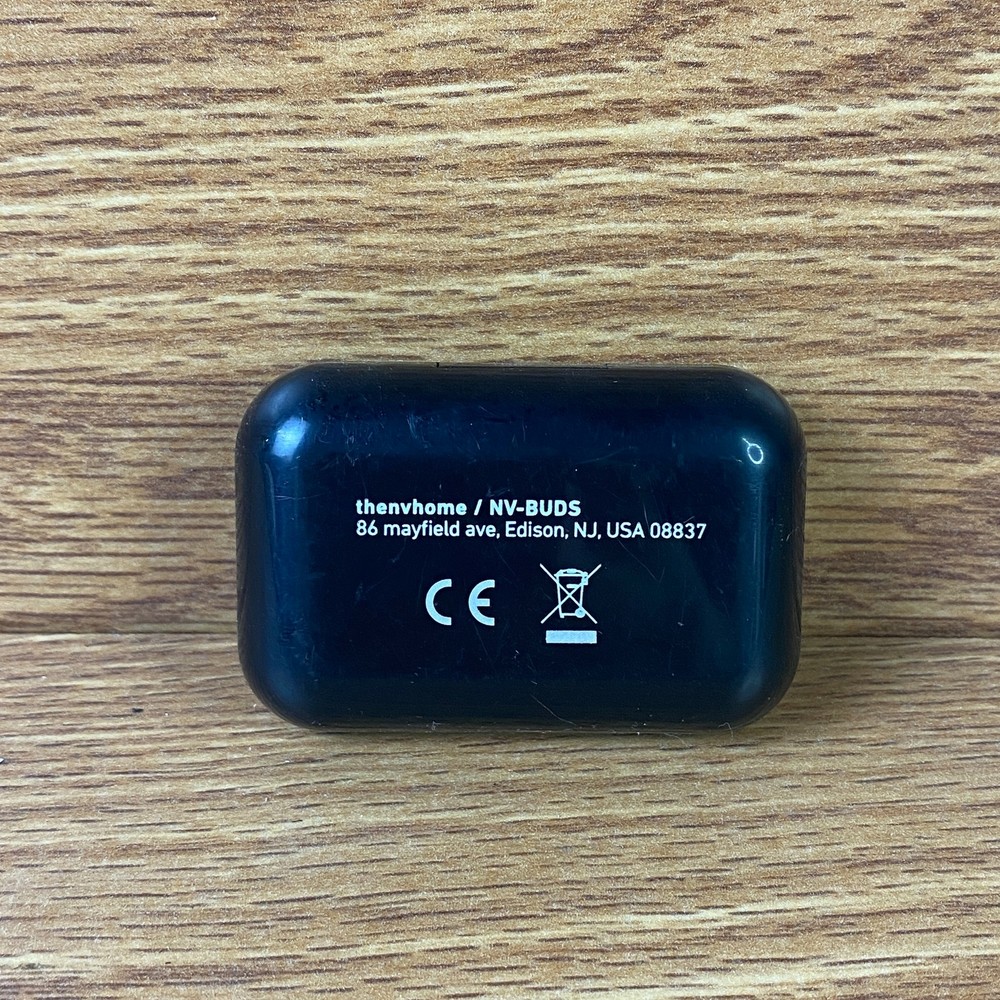 thenvhome / NV-BUDS
86 mayfield ave, Edison, NJ, USA 08837
CE